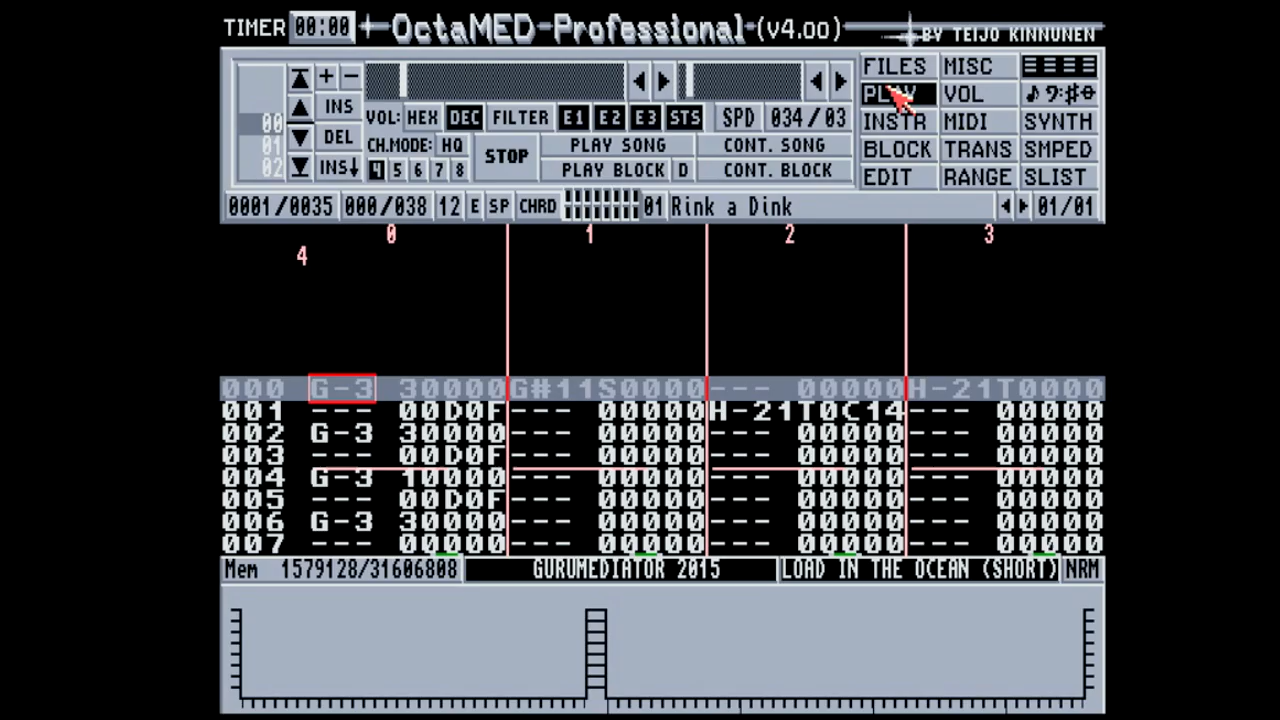 TIMER 00:00 OctaMED-Professional (v4.00) BY TEIJO KINNUNEN
+ - FILES MISC
INS PLAY VOL
00 VOL: HEX DEC FILTER E1 E2 E3 STS SPD 034/03 INSTR MIDI SYNTH
01 DEL CH.MODE: HQ STOP PLAY SONG CONT. SONG BLOCK TRANS SMPED
02 INS↓ 4 5 6 7 8 PLAY BLOCK D CONT. BLOCK EDIT RANGE SLIST
0001/0035 000/038 12 E SP CHRD 01 Rink a Dink 01/01
0 1 2 3
4
000 G-3 30000 G#11S0000 --- 00000 H-21T0000
001 --- 00D0F --- 00000 H-21T0C14 --- 00000
002 G-3 30000 --- 00000 --- 00000 --- 00000
003 --- 00D0F --- 00000 --- 00000 --- 00000
004 G-3 10000 --- 00000 --- 00000 --- 00000
005 --- 00D0F --- 00000 --- 00000 --- 00000
006 G-3 30000 --- 00000 --- 00000 --- 00000
007 --- 00000 --- 00000 --- 00000 --- 00000
Mem 1579128/31606808 GURUMEDIATOR 2015 LOAD IN THE OCEAN (SHORT) NRM